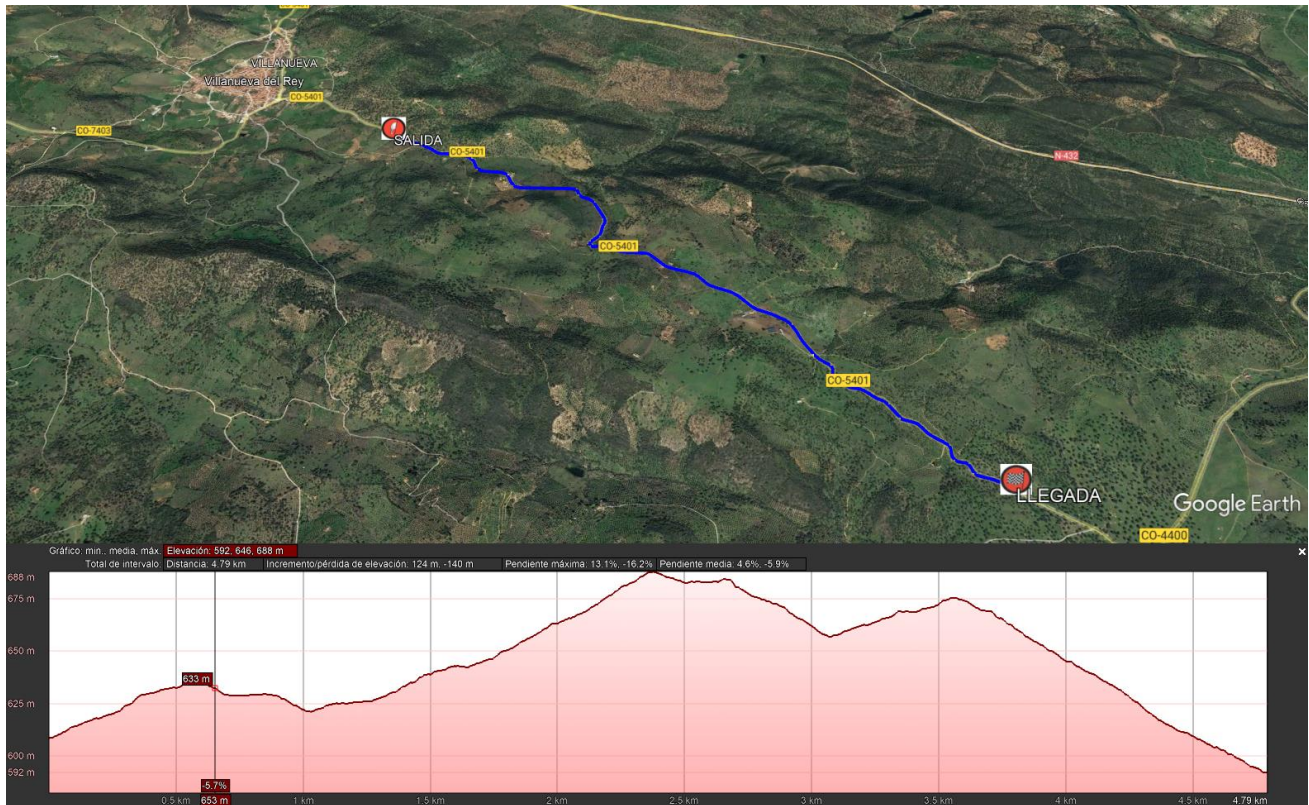 VILLANUEVA
Villanueva del Rey
CO-5401
CO-7403
SALIDA
CO-5401
N-432
CO-5401
CO-5401
LLEGADA
Google Earth
CO-4400
Gráfico: min., media, máx. Elevación: 592, 646, 688 m
Total de intervalo Distancia: 4.79 km Incremento/pérdida de elevación: 124 m, -140 m Pendiente máxima: 13.1%, -16.2% Pendiente media: 4.6%, -5.9%
688 m
675 m
650 m
633 m
625 m
600 m
592 m
-5.7%
0.5 km 653 m 1 km 1.5 km 2 km 2.5 km 3 km 3.5 km 4 km 4.5 km 4.79 km